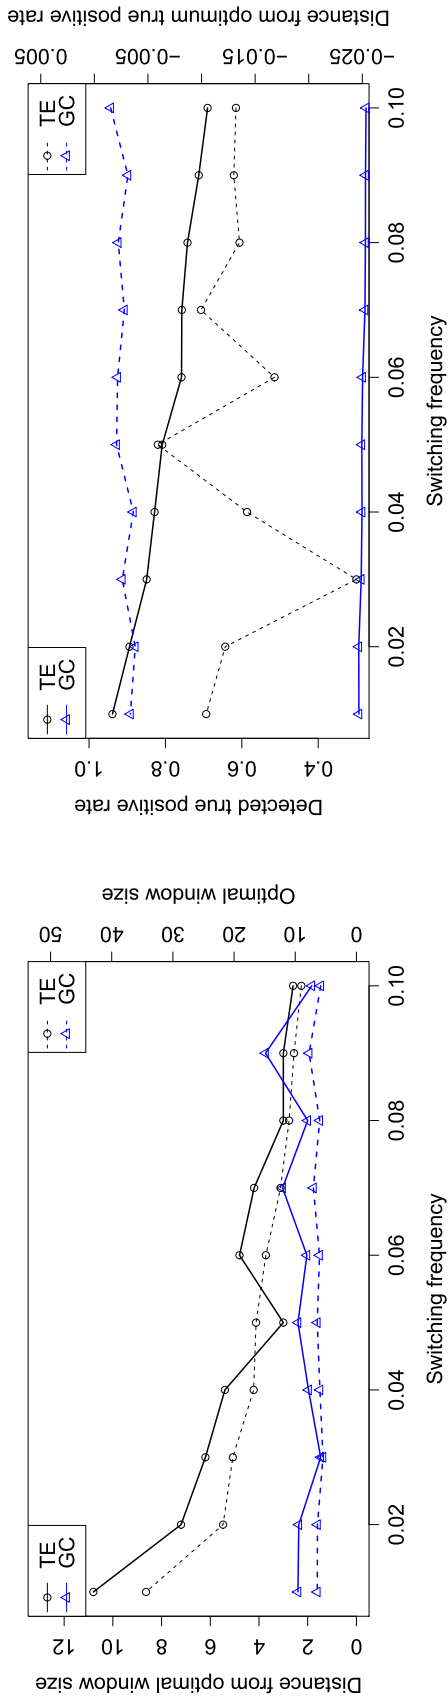 Distance from optimal window size
12
10
8
6
4
2
0
TE
GC
TE
GC
50
40
30
20
10
0
Optimal window size
0.02
0.04
0.06
0.08
0.10
Switching frequency
Detected true positive rate
1.0
0.8
0.6
0.4
TE
GC
TE
GC
0.005
−0.005
−0.015
−0.025
Distance from optimum true positive rate
0.02
0.04
0.06
0.08
0.10
Switching frequency